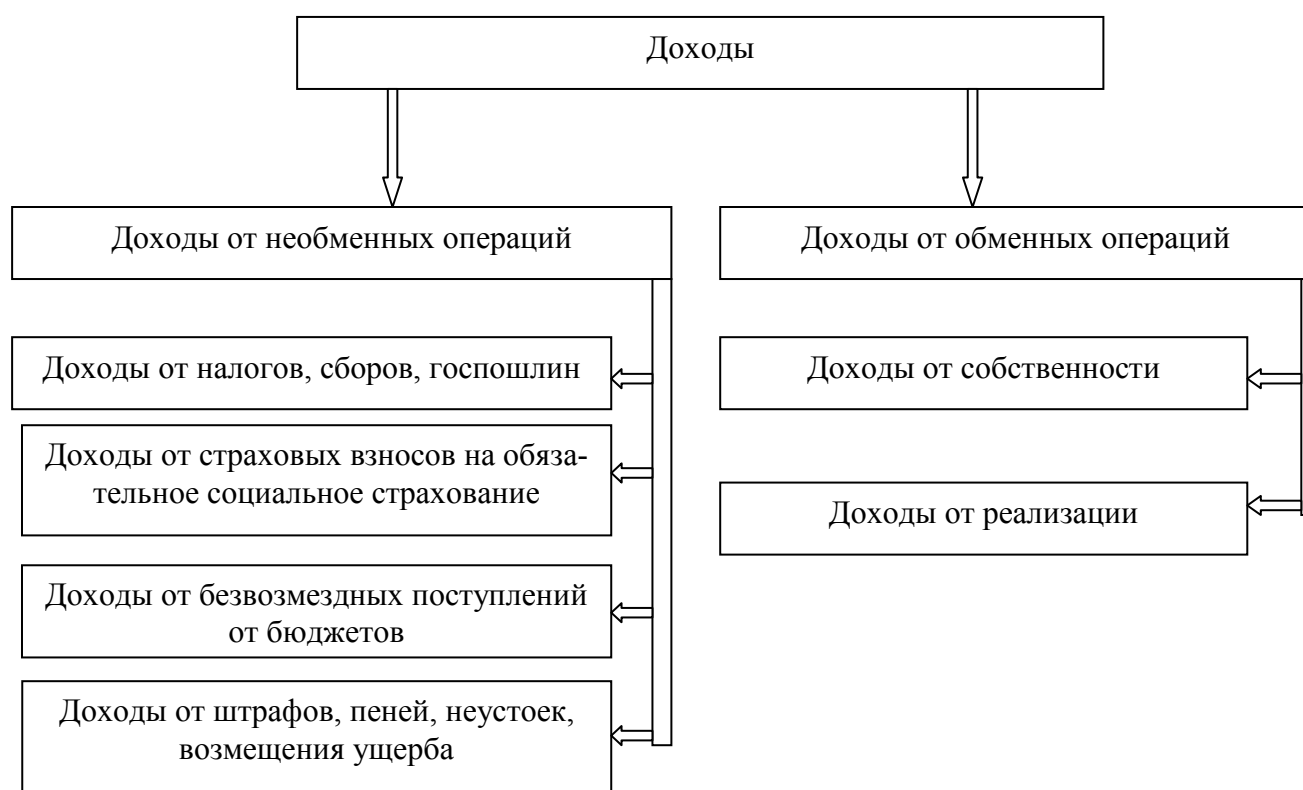 Доходы
Доходы от необменных операций
Доходы от обменных операций
Доходы от налогов, сборов, госпошлин
Доходы от собственности
Доходы от страховых взносов на обяза-
тельное социальное страхование
Доходы от реализации
Доходы от безвозмездных поступлений
от бюджетов
Доходы от штрафов, пеней, неустоек,
возмещения ущерба